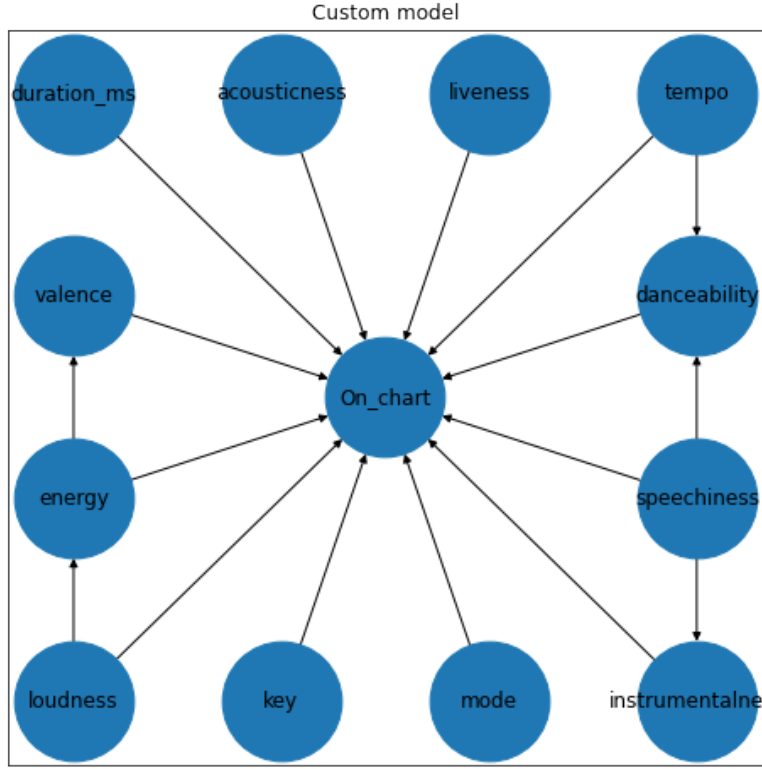 Custom model
duration_ms
acousticness
liveness
tempo
valence
danceability
On_chart
energy
speechiness
loudness
key
mode
instrumentalne